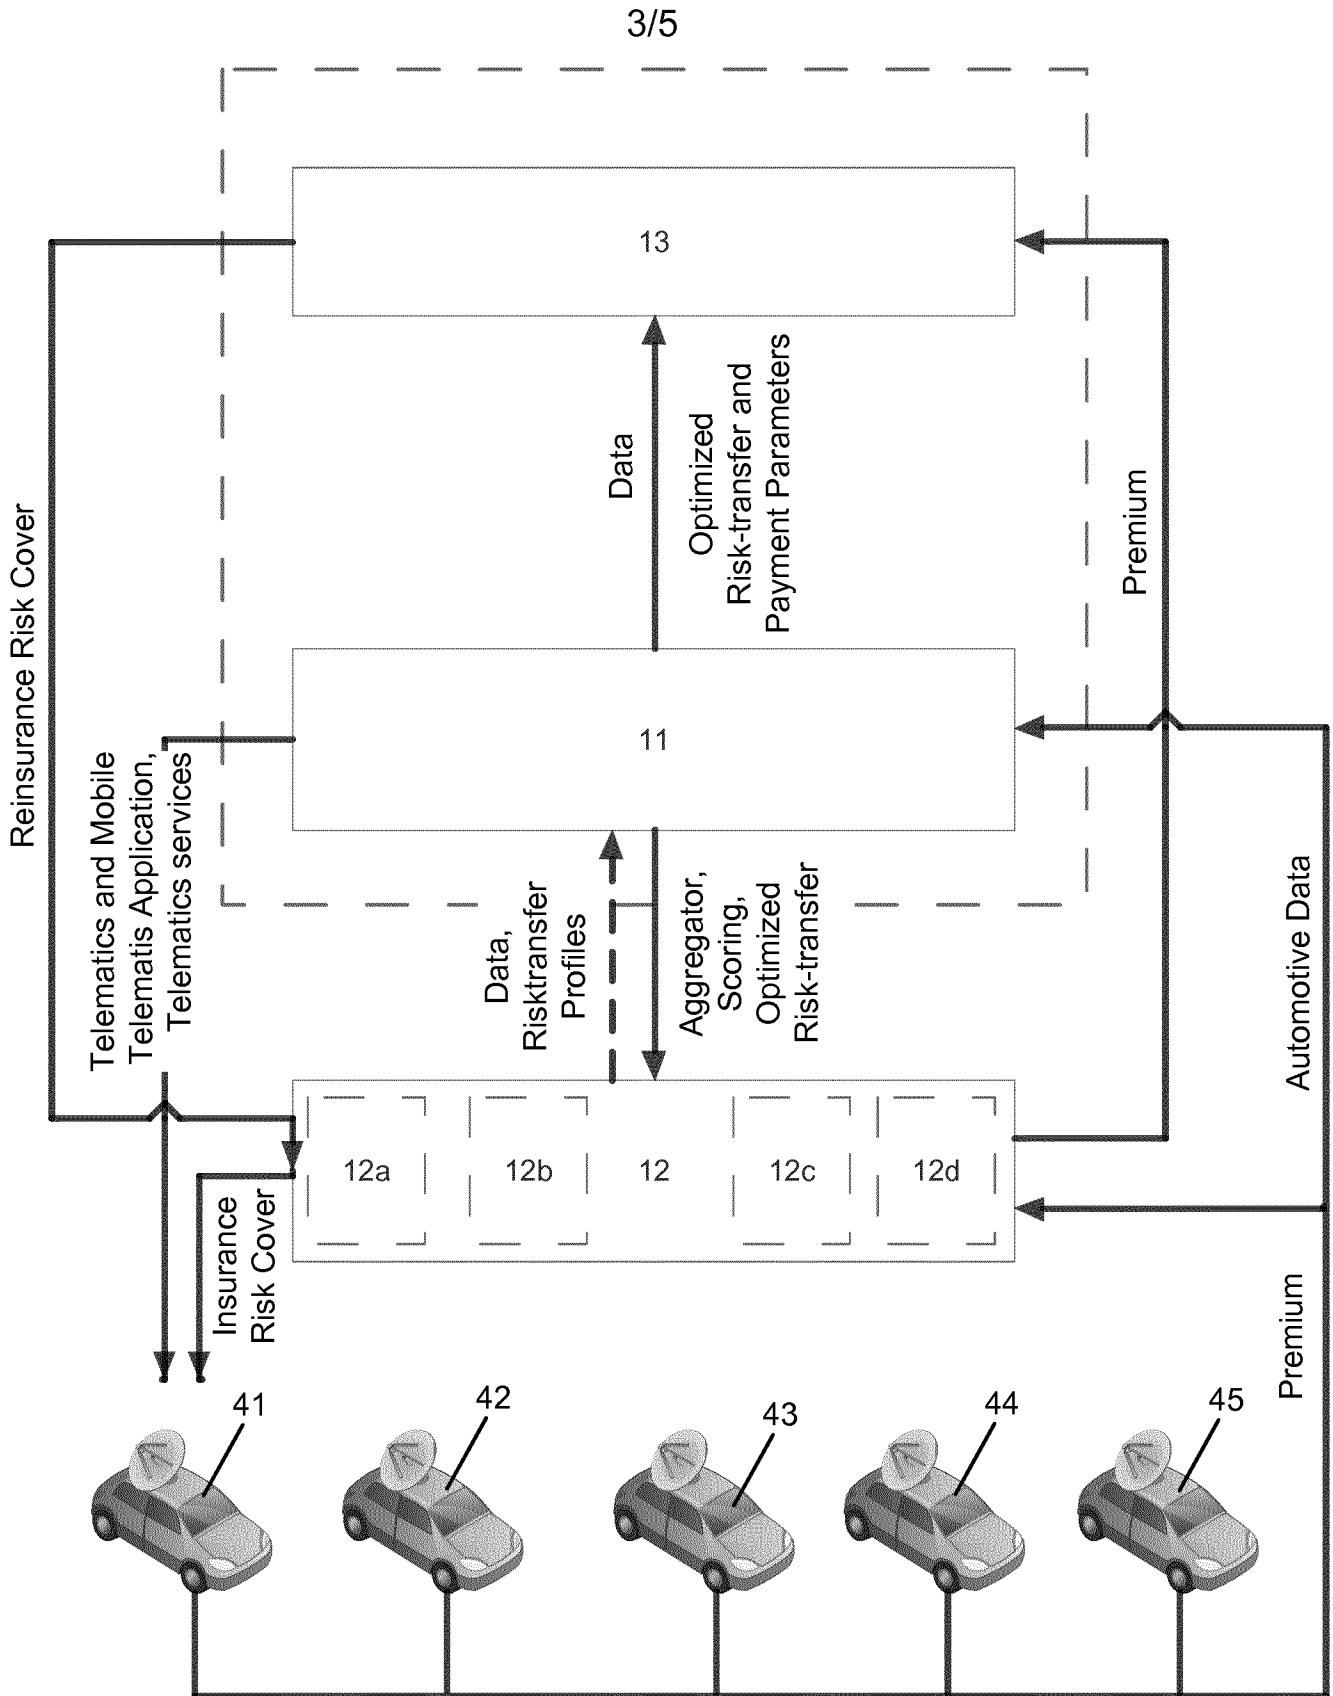 3/5
13
Data
Optimized
Risk-transfer and
Payment Parameters
Reinsurance Risk Cover
Premium
11
Telematics and Mobile
Telematis Application,
Telematics services
Data,
Risktransfer
Profiles
Aggregator,
Scoring,
Optimized
Risk-transfer
Automotive Data
12a
12b
12
12c
12d
Insurance
Risk Cover
Premium
41
42
43
44
45